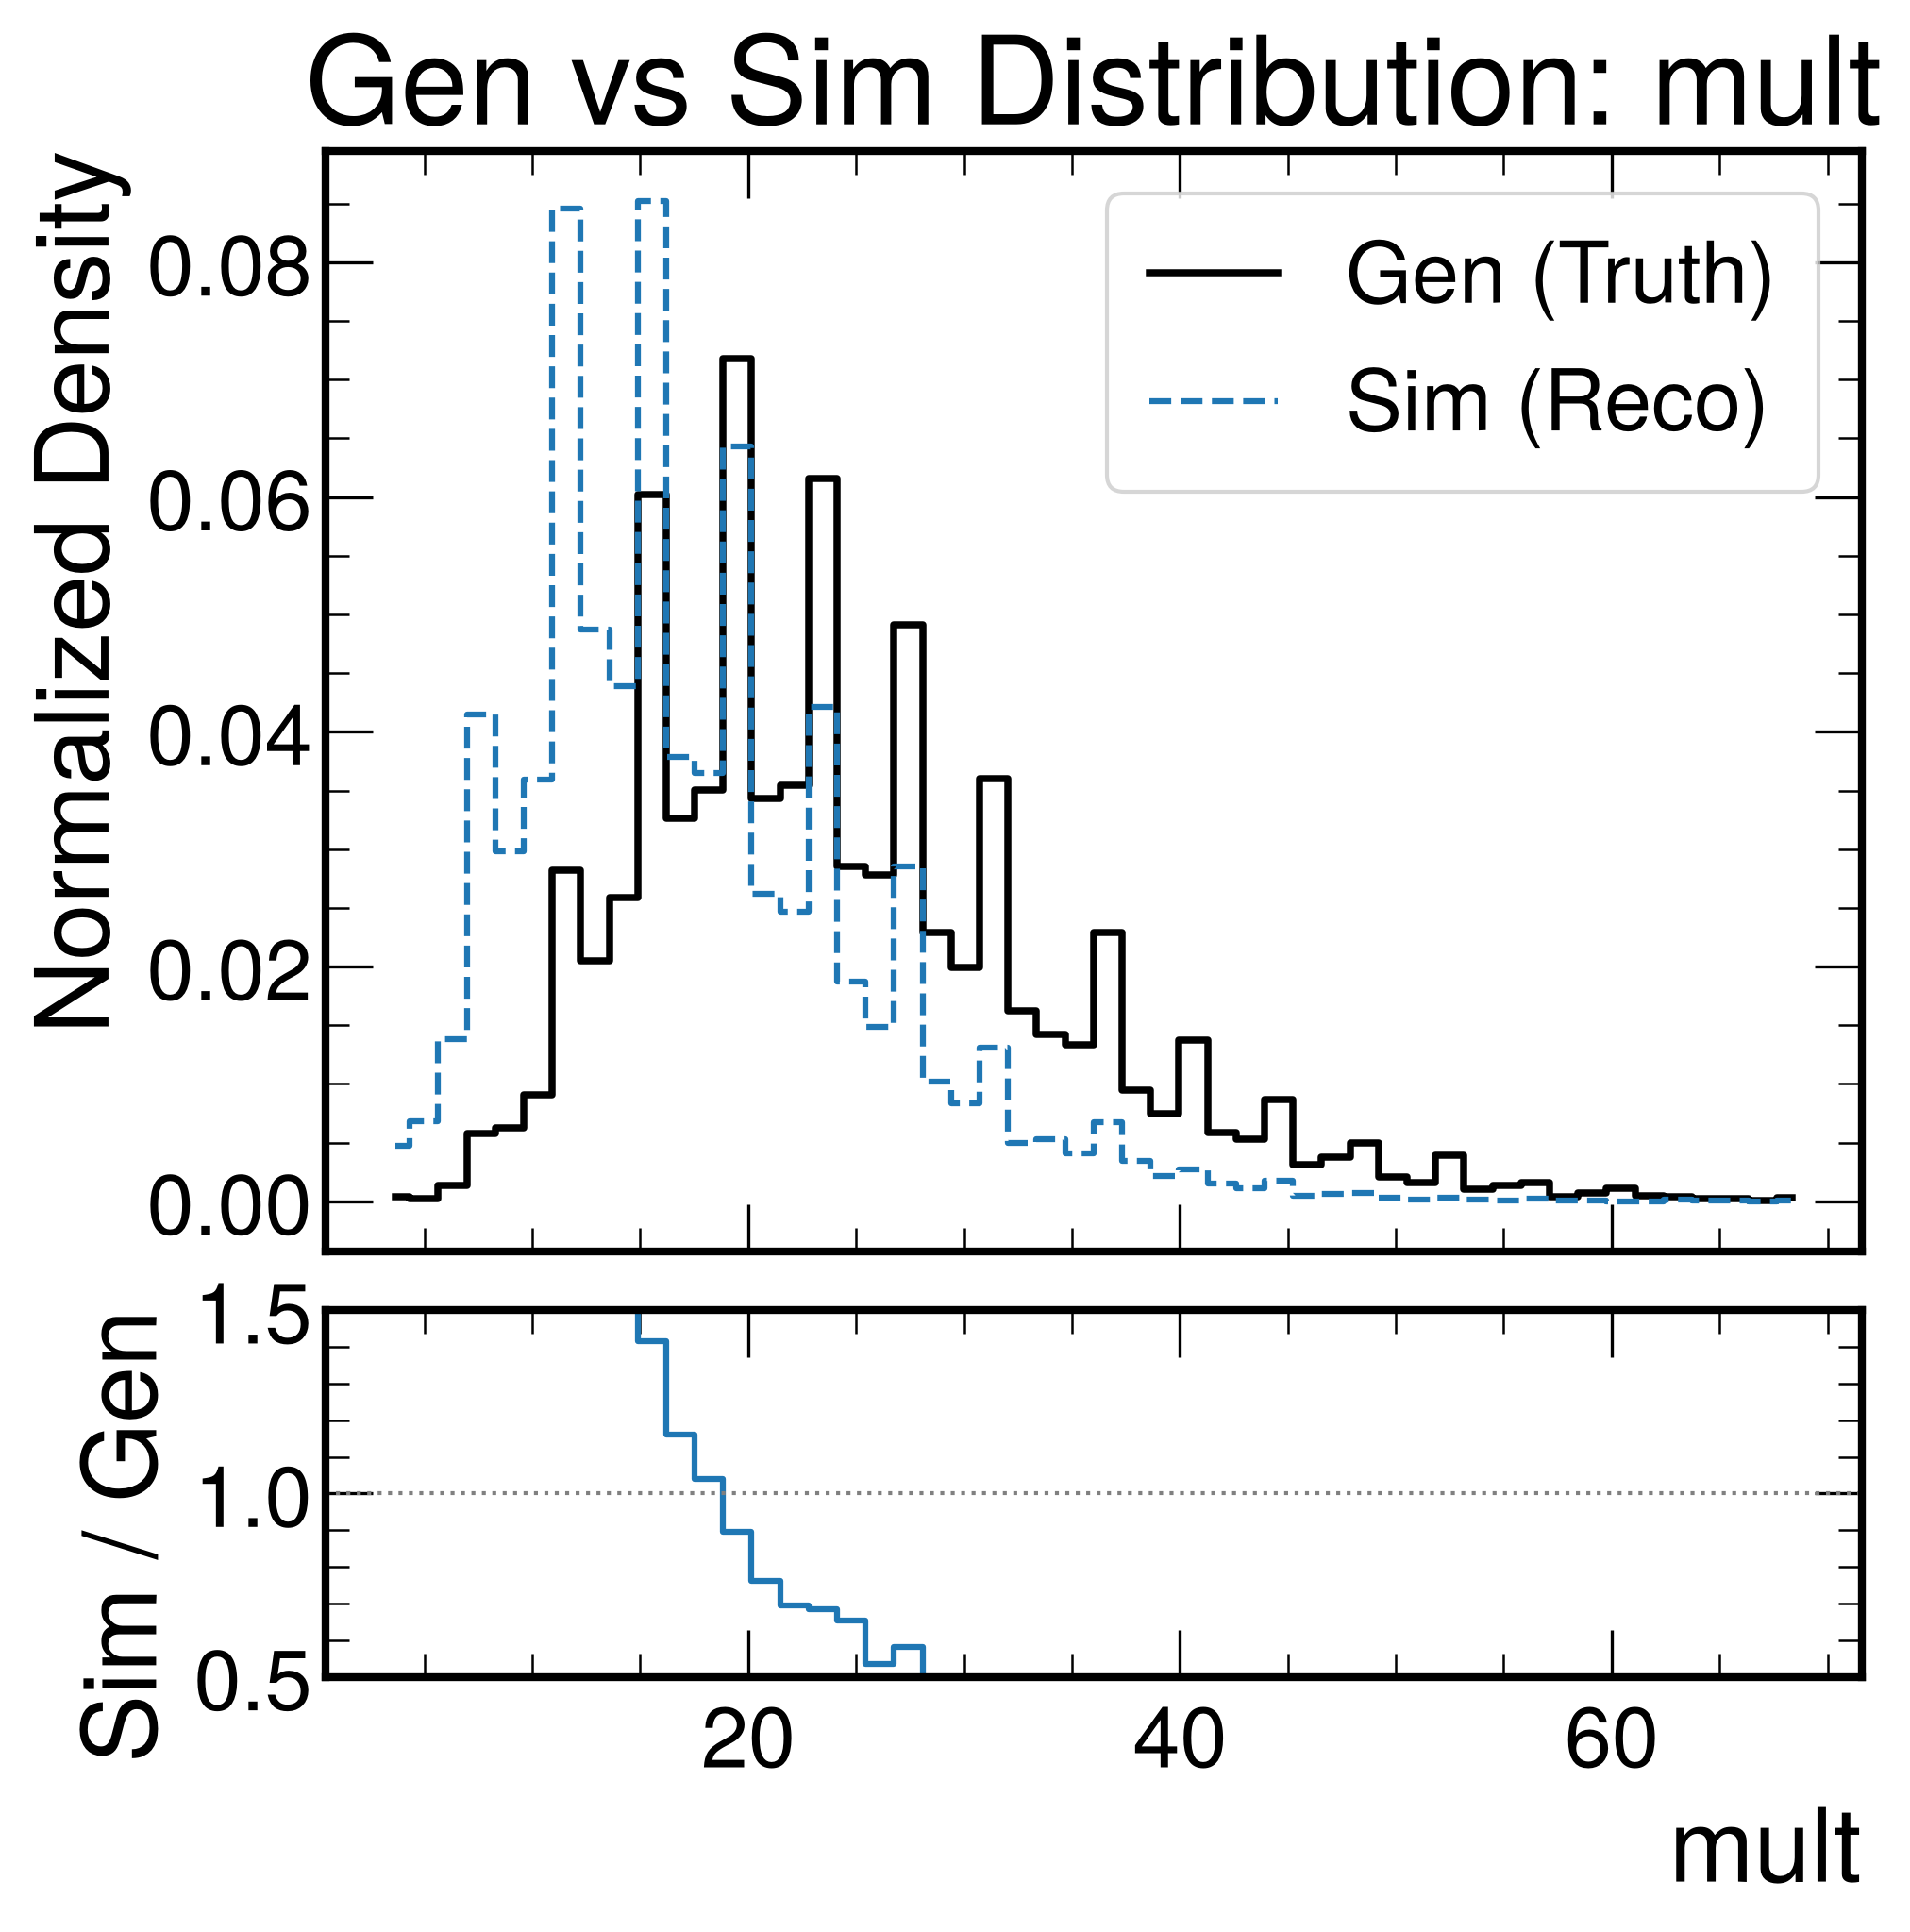 Gen vs Sim Distribution: mult
Normalized Density
0.08
0.06
0.04
0.02
0.00
Gen (Truth)
Sim (Reco)
Sim / Gen
1.5
1.0
0.5
20 40 60
mult